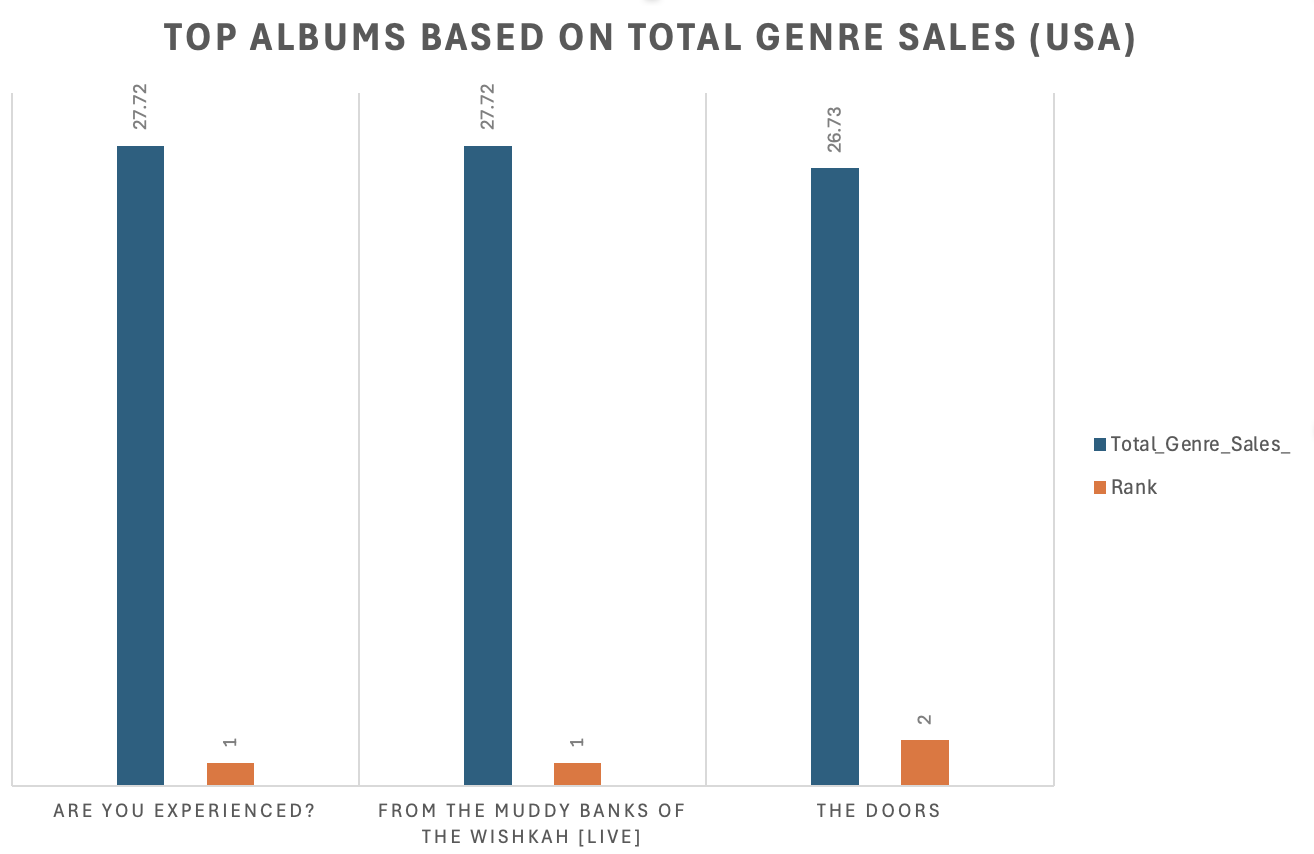 TOP ALBUMS BASED ON TOTAL GENRE SALES (USA)
27.72
1
27.72
1
26.73
2
Total_Genre_Sales_
Rank
ARE YOU EXPERIENCED?
FROM THE MUDDY BANKS OF
THE WISHKAH [LIVE]
THE DOORS